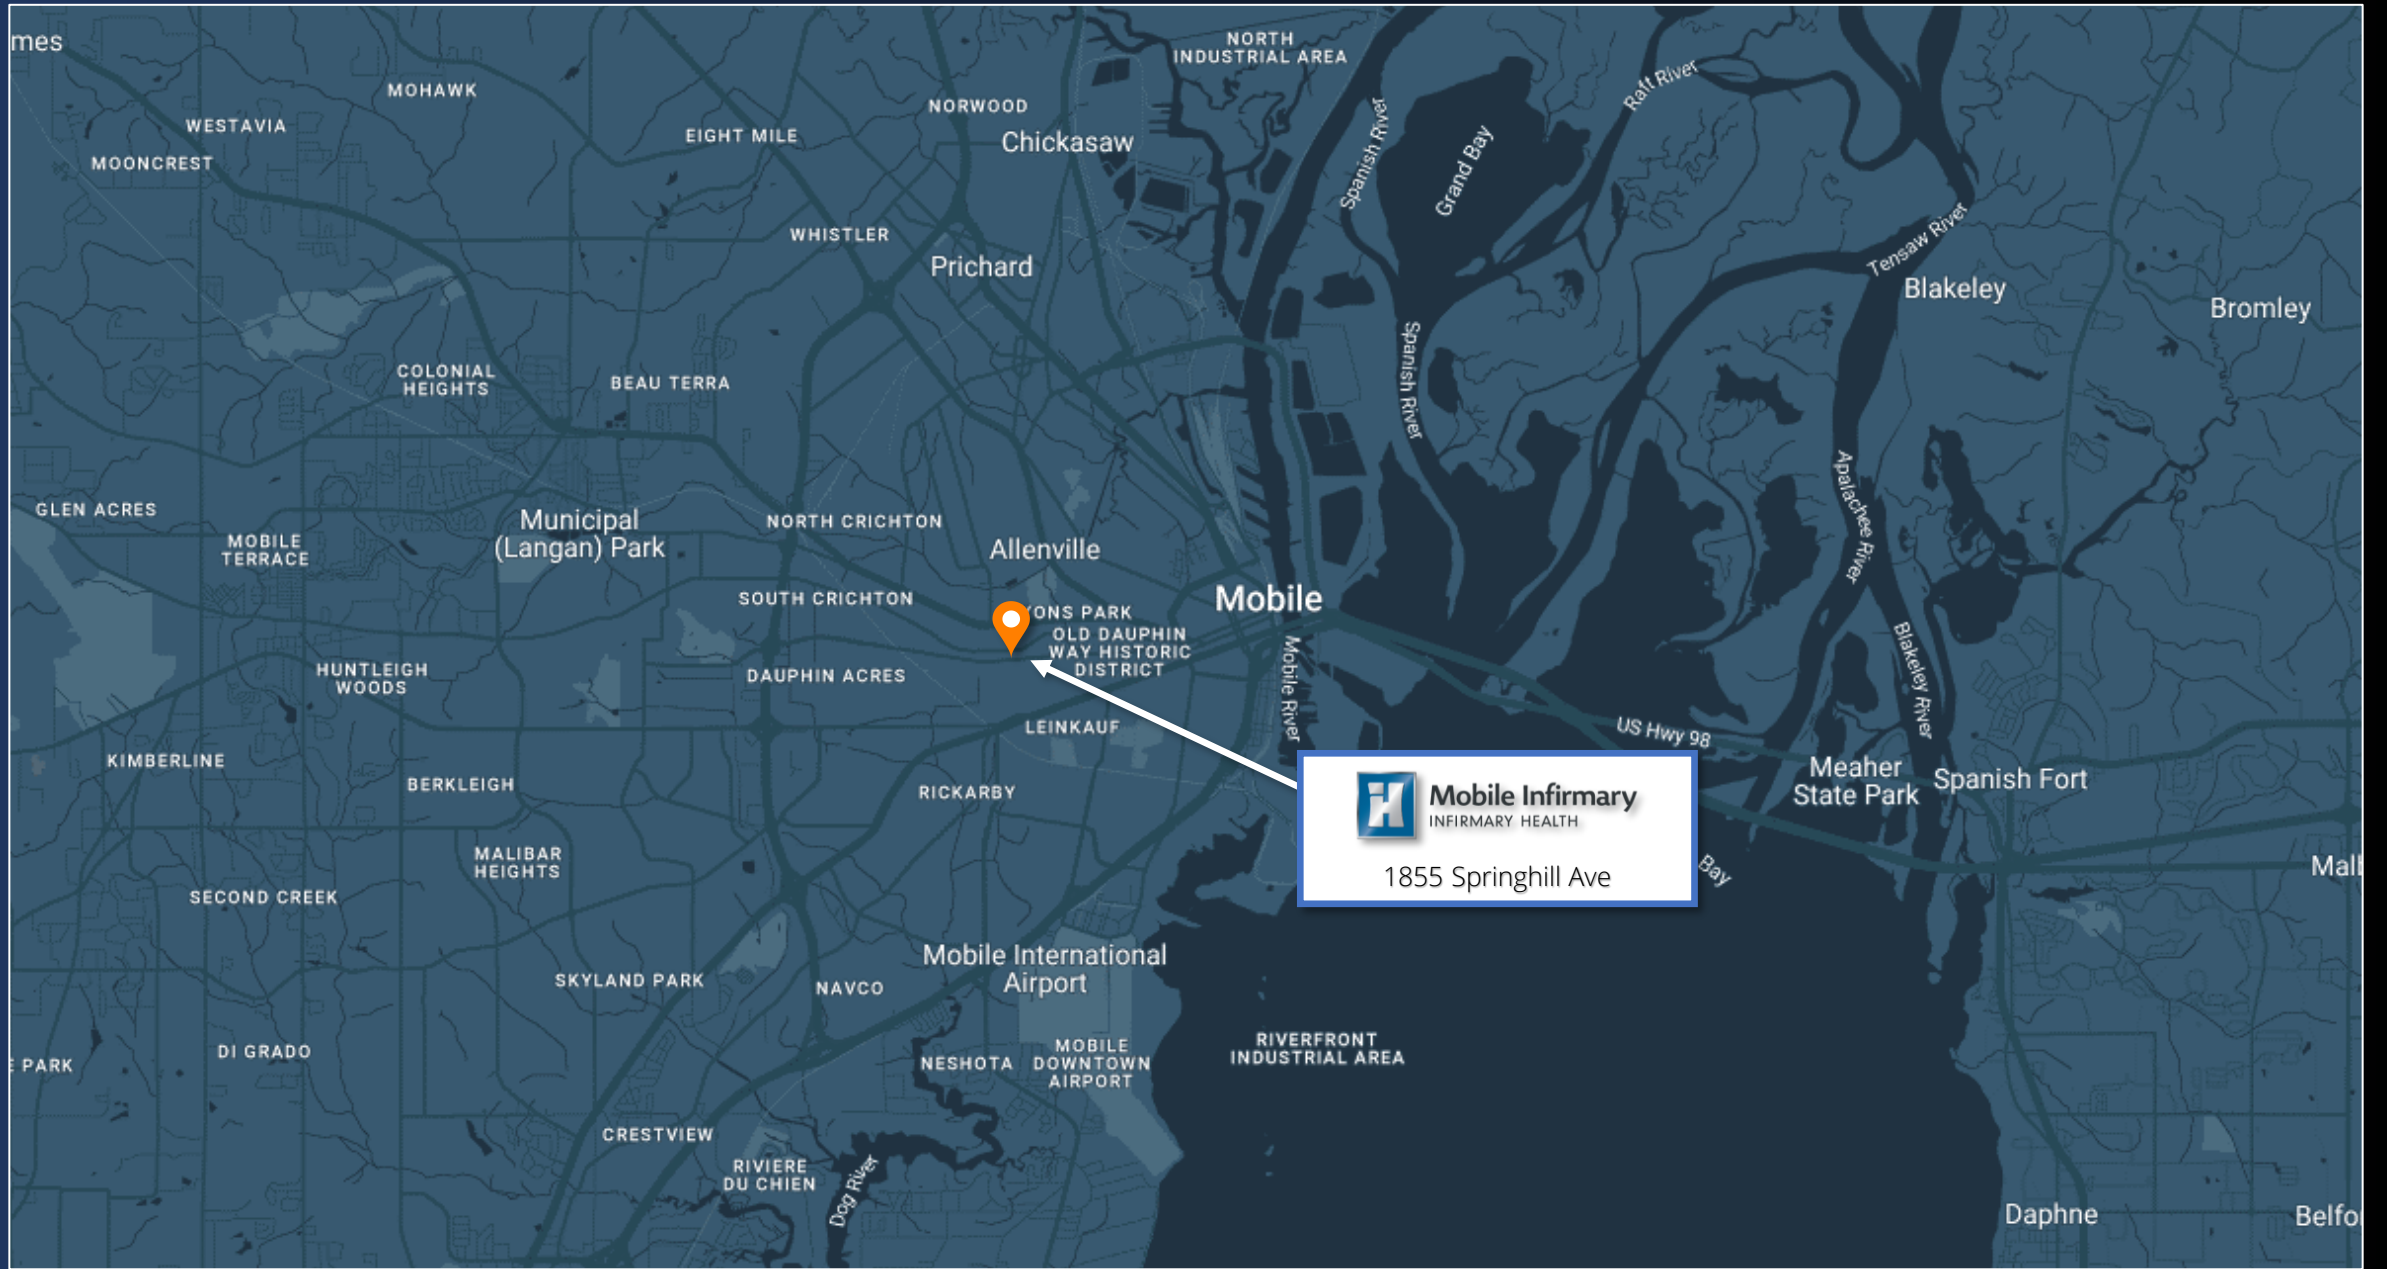 mes
NORTH
INDUSTRIAL AREA
MOHAWK
Raft River
NORWOOD
WESTAVIA
EIGHT MILE
Chickasaw
Spanish River
MOONCREST
Grand Bay
WHISTLER
Tensaw River
Prichard
Blakeley
Bromley
COLONIAL
HEIGHTS
BEAU TERRA
Spanish River
GLEN ACRES
Municipal
(Langan) Park
NORTH CRICHTON
Apalachee River
MOBILE
TERRACE
Allenville
SOUTH CRICHTON
Mobile
YONS PARK
OLD DAUPHIN
WAY HISTORIC
DISTRICT
HUNTLEIGH
WOODS
DAUPHIN ACRES
Mobile River
Blakeley River
LEINKAUF
US Hwy 98
KIMBERLINE
BERKLEIGH
RICKARBY
Meaher
State Park
Spanish Fort
Mobile Infirmary
INFIRMARY HEALTH
1855 Springhill Ave
MALIBAR
HEIGHTS
Bay
Mal
SECOND CREEK
Mobile International
Airport
SKYLAND PARK
NAVCO
RIVERFRONT
INDUSTRIAL AREA
DI GRADO
E PARK
NESHOTA
MOBILE
DOWNTOWN
AIRPORT
CRESTVIEW
RIVIERE
DU CHIEN
Dog River
Daphne
Belfo